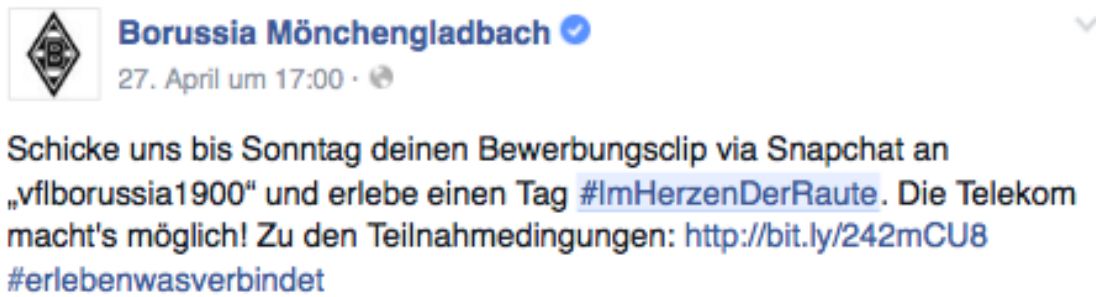 B
Borussia Mönchengladbach
27. April um 17:00 ·
Schicke uns bis Sonntag deinen Bewerbungsclip via Snapchat an
„vflborussia1900“ und erlebe einen Tag #ImHerzenDerRaute. Die Telekom
macht's möglich! Zu den Teilnahmedingungen: http://bit.ly/242mCU8
#erlebenwasverbindet